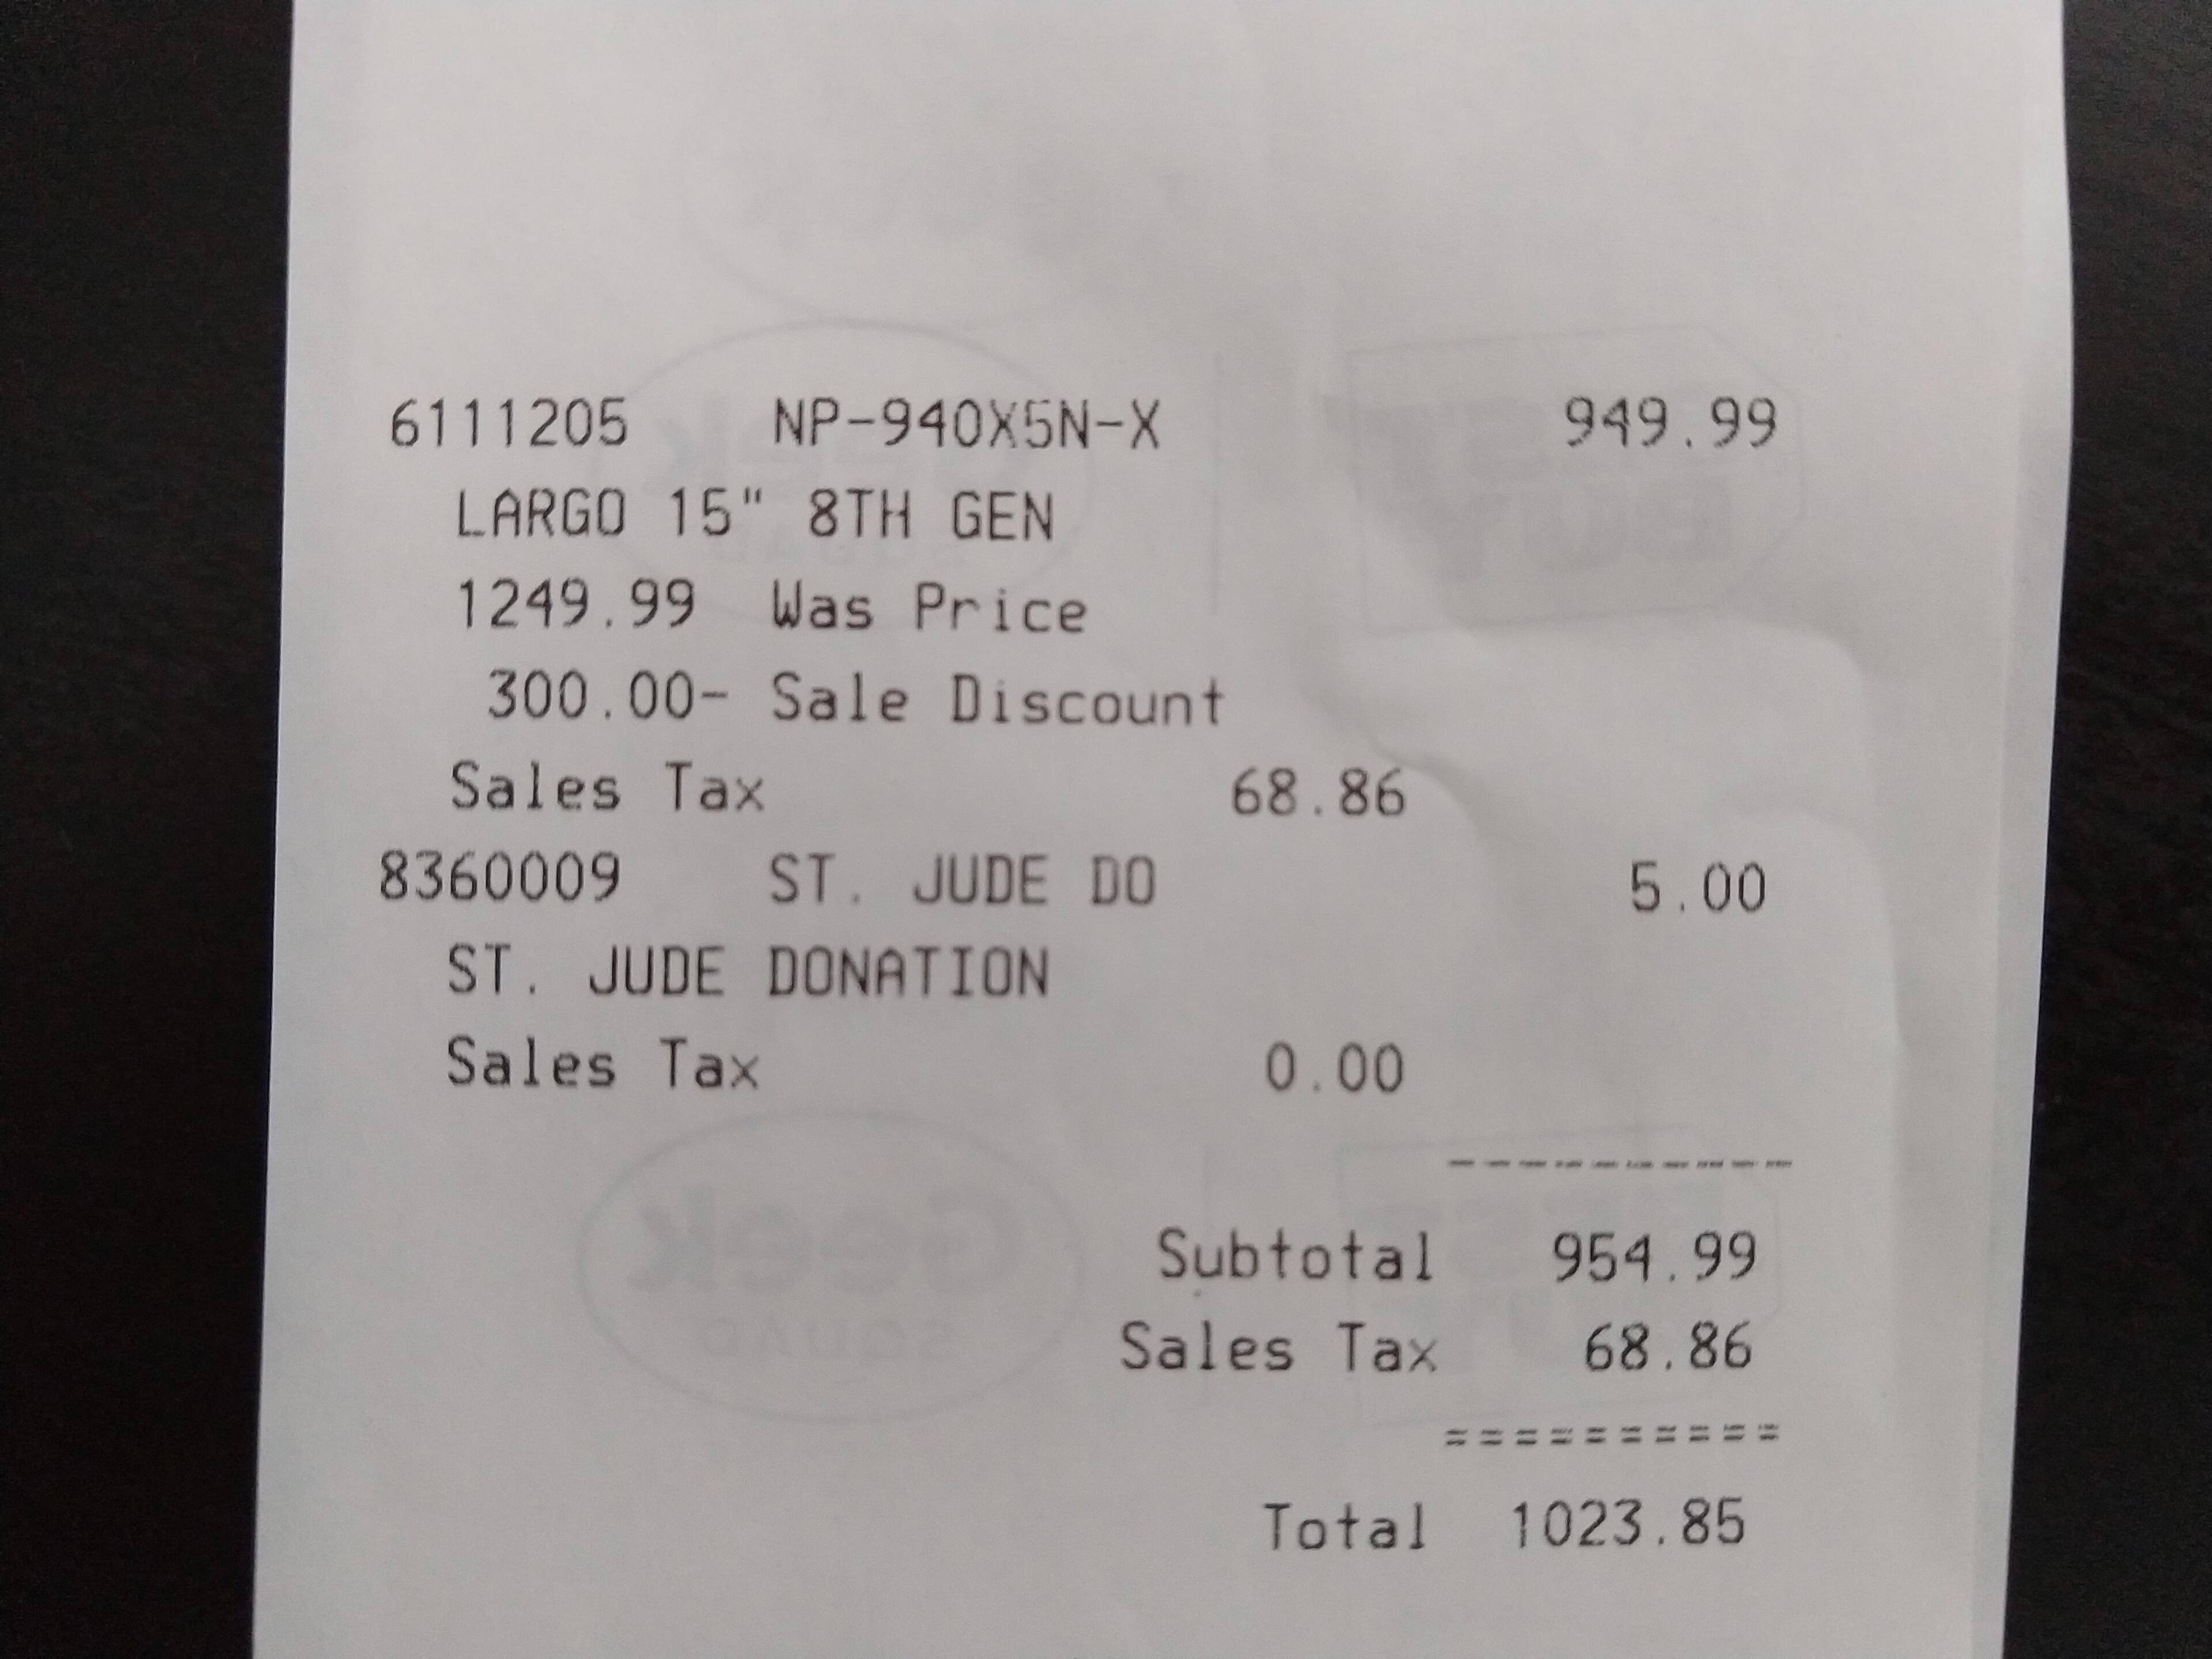 6111205 NP-940X5N-X 949.99
LARGO 15" 8TH GEN
1249.99 Was Price
300.00- Sale Discount
Sales Tax 68.86
8360009 ST. JUDE DO 5.00
ST. JUDE DONATION
Sales Tax 0.00
----------
Subtotal 954.99
Sales Tax 68.86
==========
Total 1023.85
Geek
SQUAD